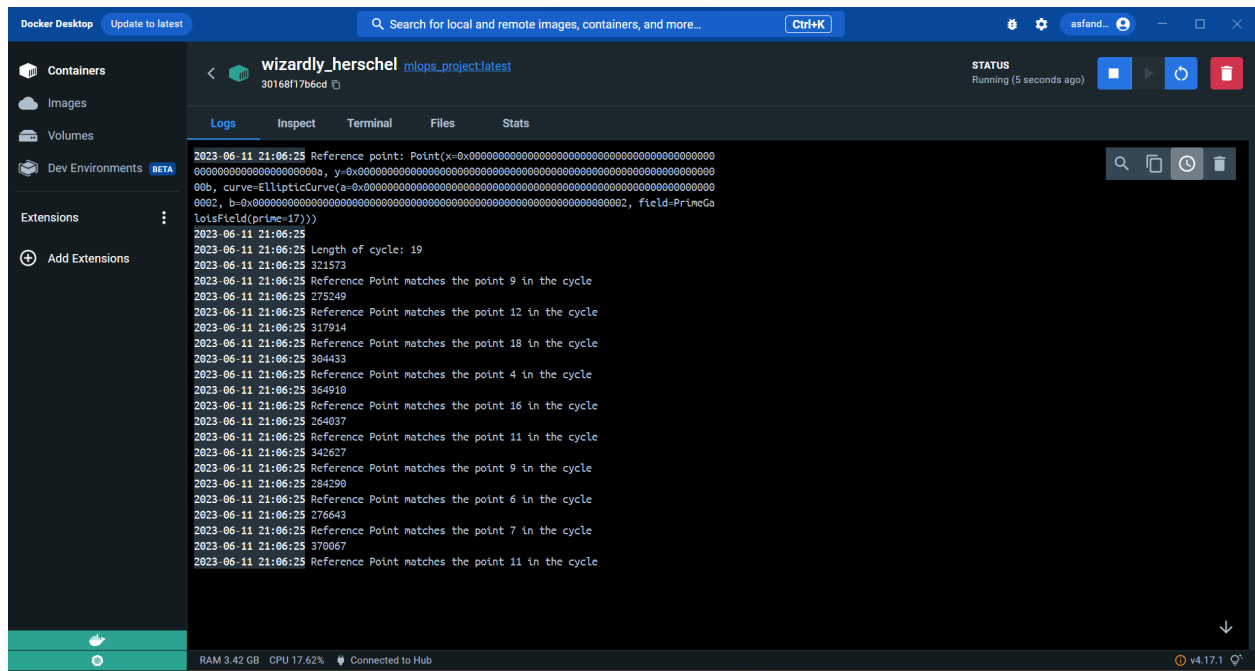 Docker Desktop Update to latest Search for local and remote images, containers, and more... Ctrl+K asfand...
Containers
Images
Volumes
Dev Environments BETA
Extensions
Add Extensions
wizardly_herschel mlops_project:latest
30168f17b6cd
STATUS
Running (5 seconds ago)
Logs Inspect Terminal Files Stats
2023-06-11 21:06:25 Reference point: Point(x=0x000000000000000000000000000000000000000000
000000000000000000000a, y=0x0000000000000000000000000000000000000000000000000000000000000
00b, curve=EllipticCurve(a=0x000000000000000000000000000000000000000000000000000000000000
0002, b=0x0000000000000000000000000000000000000000000000000000000000000002, field=PrimeGa
loisField(prime=17)))
2023-06-11 21:06:25
2023-06-11 21:06:25 Length of cycle: 19
2023-06-11 21:06:25 321573
2023-06-11 21:06:25 Reference Point matches the point 9 in the cycle
2023-06-11 21:06:25 275249
2023-06-11 21:06:25 Reference Point matches the point 12 in the cycle
2023-06-11 21:06:25 317914
2023-06-11 21:06:25 Reference Point matches the point 18 in the cycle
2023-06-11 21:06:25 304433
2023-06-11 21:06:25 Reference Point matches the point 4 in the cycle
2023-06-11 21:06:25 364910
2023-06-11 21:06:25 Reference Point matches the point 16 in the cycle
2023-06-11 21:06:25 264037
2023-06-11 21:06:25 Reference Point matches the point 11 in the cycle
2023-06-11 21:06:25 342627
2023-06-11 21:06:25 Reference Point matches the point 9 in the cycle
2023-06-11 21:06:25 284290
2023-06-11 21:06:25 Reference Point matches the point 6 in the cycle
2023-06-11 21:06:25 276643
2023-06-11 21:06:25 Reference Point matches the point 7 in the cycle
2023-06-11 21:06:25 370067
2023-06-11 21:06:25 Reference Point matches the point 11 in the cycle
RAM 3.42 GB CPU 17.62% Connected to Hub v4.17.1